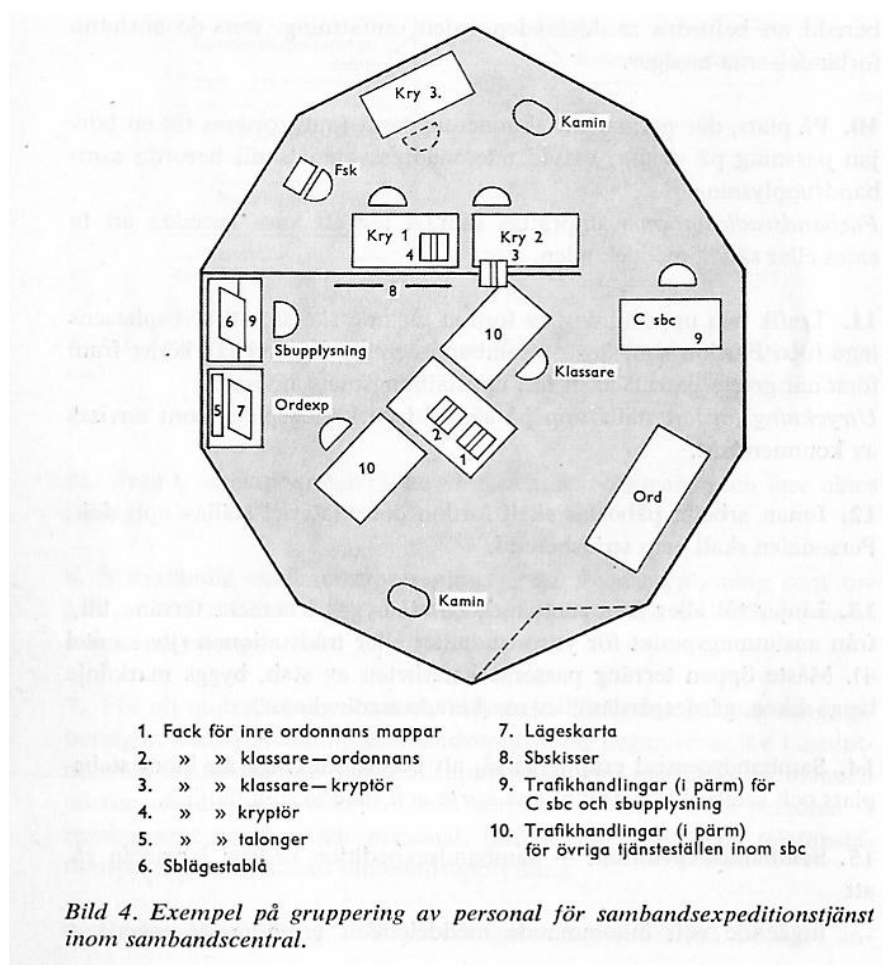 Kry 3.
Kamin
Fsk
Kry 1
4
Kry 2
3
8
6
9
Sbupplysning
10
C sbc
9
Klassare
5
7
Ordexp
2
1
10
Ord
Kamin
1. Fack för inre ordonnans mappar
2. » » klassare—ordonnans
3. » » klassare—kryptör
4. » » kryptör
5. » » talonger
6. Sblägestablå
7. Lägeskarta
8. Sbskisser
9. Trafikhandlingar (i pärm) för
C sbc och sbupplysning
10. Trafikhandlingar (i pärm)
för övriga tjänsteställen inom sbc
Bild 4. Exempel på gruppering av personal för sambandsexpeditionstjänst
inom sambandscentral.